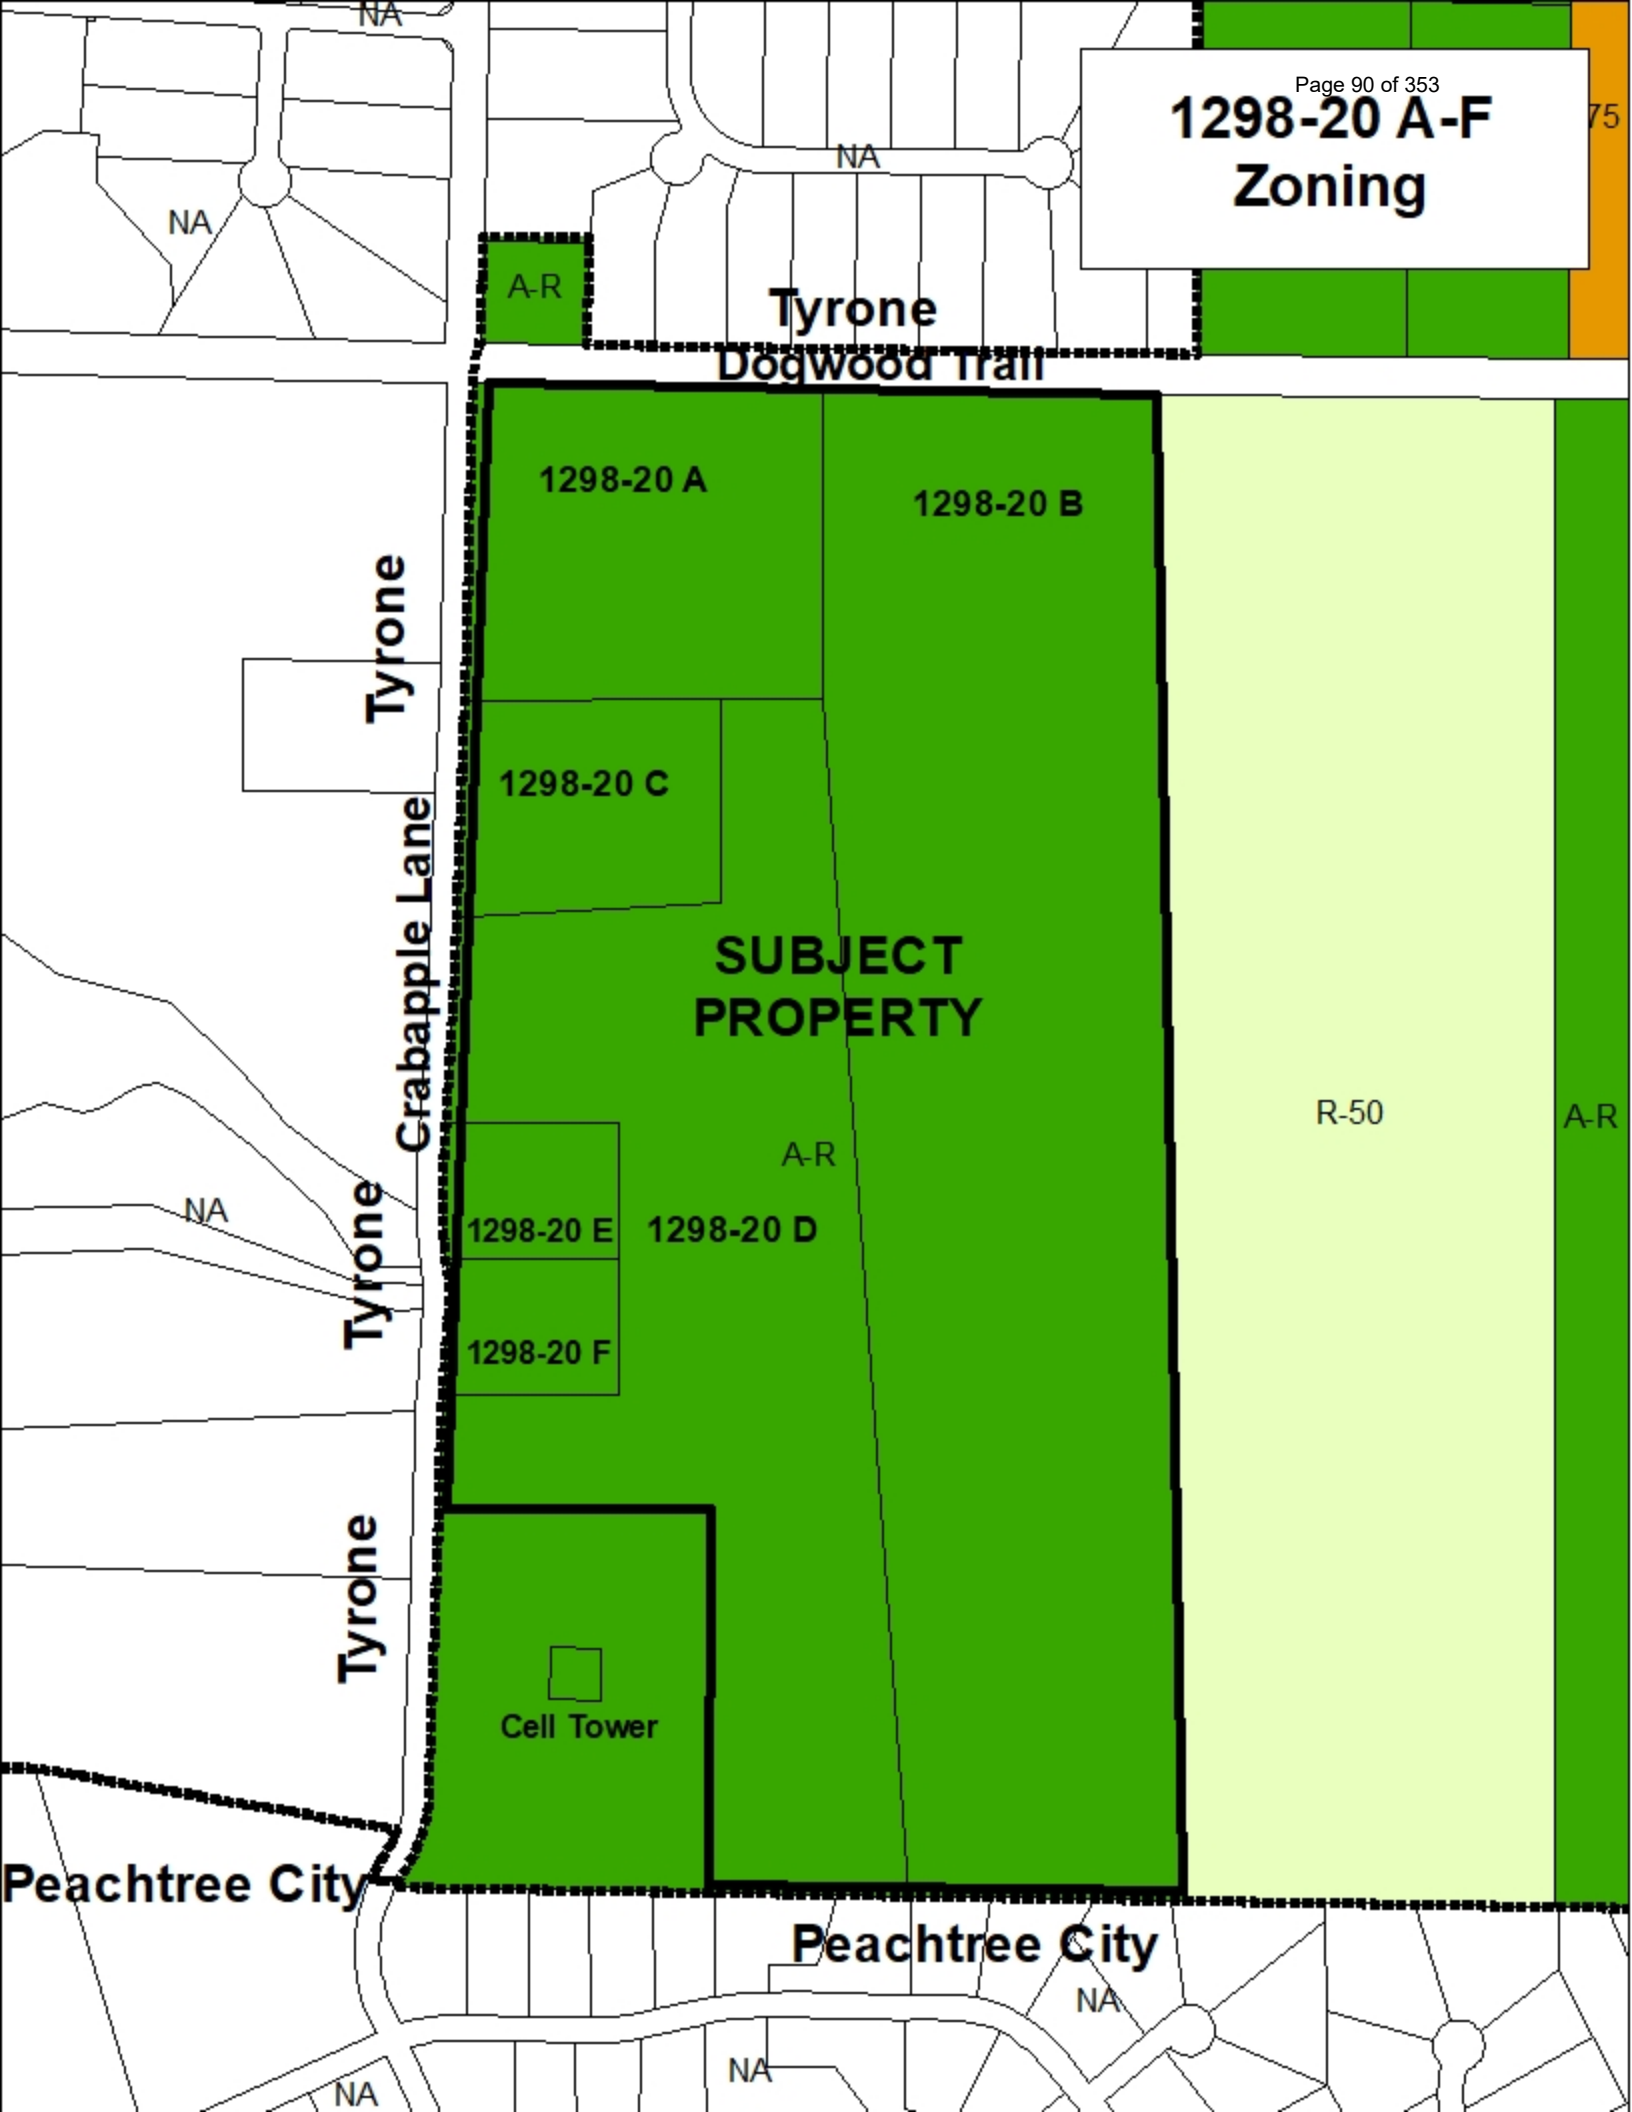 NA
Page 90 of 353
1298-20 A-F
Zoning
75
NA
NA
A-R
Tyrone
Dogwood Trail
1298-20 A
1298-20 B
Tyrone
1298-20 C
Crabapple Lane
SUBJECT
PROPERTY
R-50
A-R
A-R
NA
Tyrone
1298-20 E
1298-20 D
1298-20 F
Tyrone
Cell Tower
Peachtree City
Peachtree City
NA
NA
NA